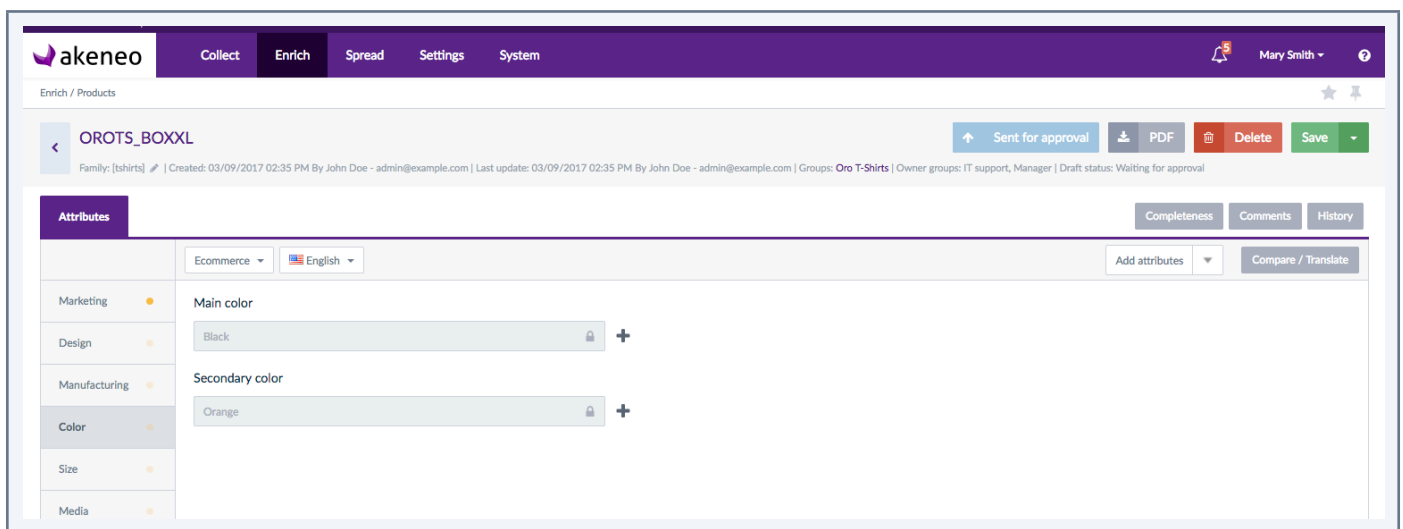 akeneo
Collect Enrich Spread Settings System 5 Mary Smith
Enrich / Products
OROTS_BOXXL Sent for approval PDF Delete Save
Family: [tshirts] | Created: 03/09/2017 02:35 PM By John Doe - admin@example.com | Last update: 03/09/2017 02:35 PM By John Doe - admin@example.com | Groups: Oro T-Shirts | Owner groups: IT support, Manager | Draft status: Waiting for approval
Attributes Completeness Comments History
Ecommerce English Add attributes Compare / Translate
Marketing
Design
Manufacturing
Color
Size
Media
Main color
Black
Secondary color
Orange